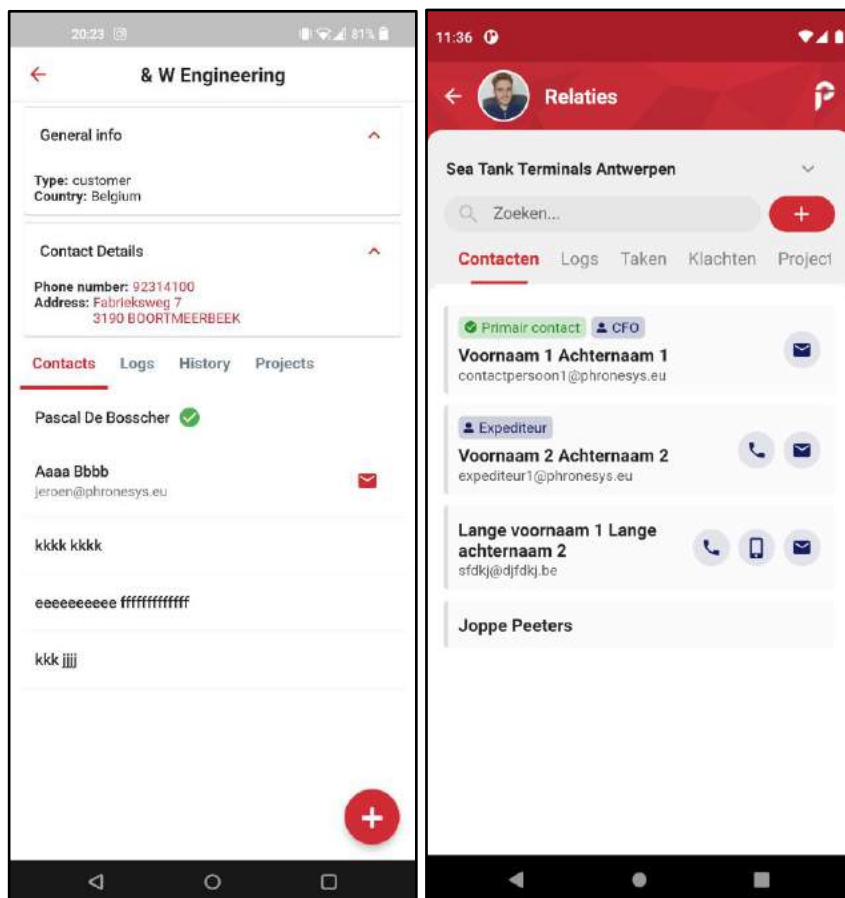 20:23 81%
& W Engineering
General info
Type: customer
Country: Belgium
Contact Details
Phone number: 92314100
Address: Fabrieksweg 7
3190 BOORTMEERBEEK
Contacts Logs History Projects
Pascal De Bosscher
Aaaa Bbbb
jeroen@phronesys.eu
kkkk kkkk
eeeeeeeeee fffffffffffff
kkk jjjj
11:36
Relaties
Sea Tank Terminals Antwerpen
Zoeken...
Contacten Logs Taken Klachten Project
Primair contact CFO
Voornaam 1 Achternaam 1
contactpersoon1@phronesys.eu
Expediteur
Voornaam 2 Achternaam 2
expediteur1@phronesys.eu
Lange voornaam 1 Lange
achternaam 2
sfdkj@djfdkj.be
Joppe Peeters